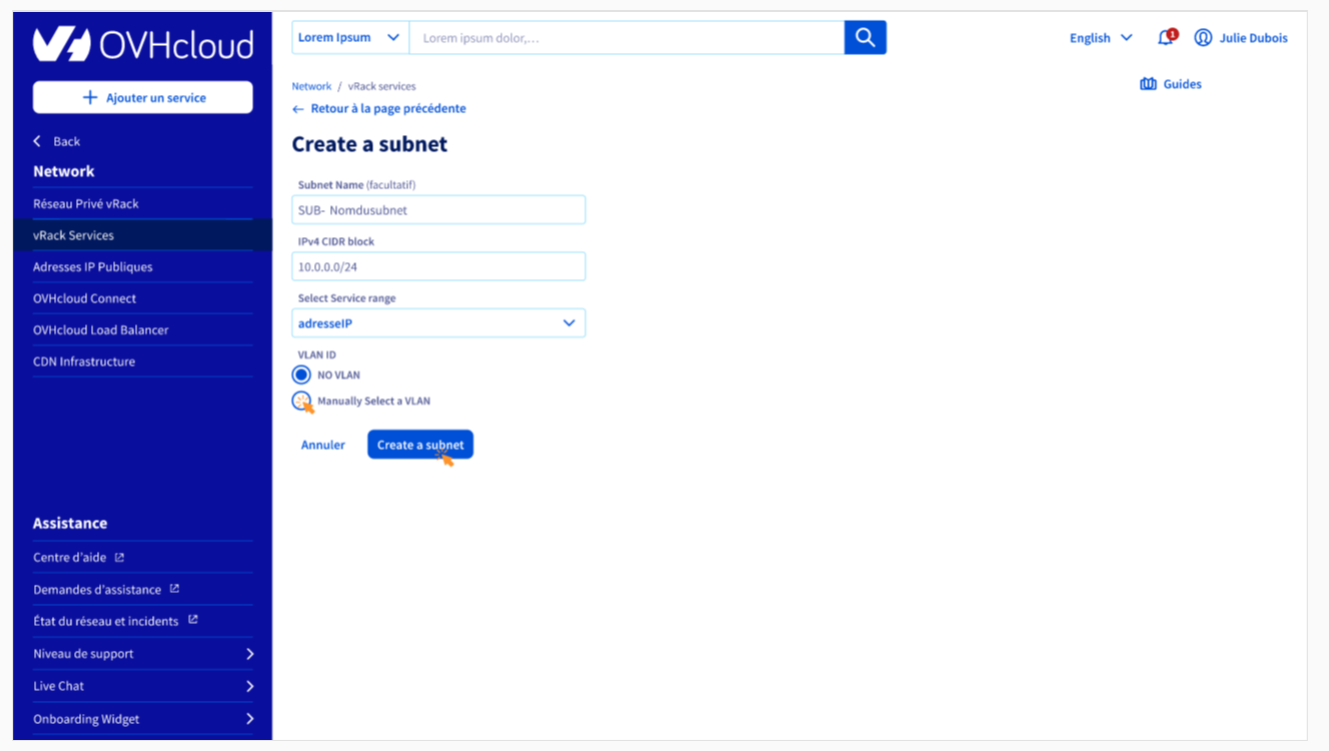 OVHcloud
Lorem Ipsum
Lorem ipsum dolor,...
English
1
Julie Dubois
Ajouter un service
Back
Network
Réseau Privé vRack
vRack Services
Adresses IP Publiques
OVHcloud Connect
OVHcloud Load Balancer
CDN Infrastructure
Assistance
Centre d'aide
Demandes d'assistance
État du réseau et incidents
Niveau de support
Live Chat
Onboarding Widget
Network / vRack services
Guides
← Retour à la page précédente
Create a subnet
Subnet Name (facultatif)
SUB- Nomdusubnet
IPv4 CIDR block
10.0.0.0/24
Select Service range
adresseIP
VLAN ID
NO VLAN
Manually Select a VLAN
Annuler
Create a subnet